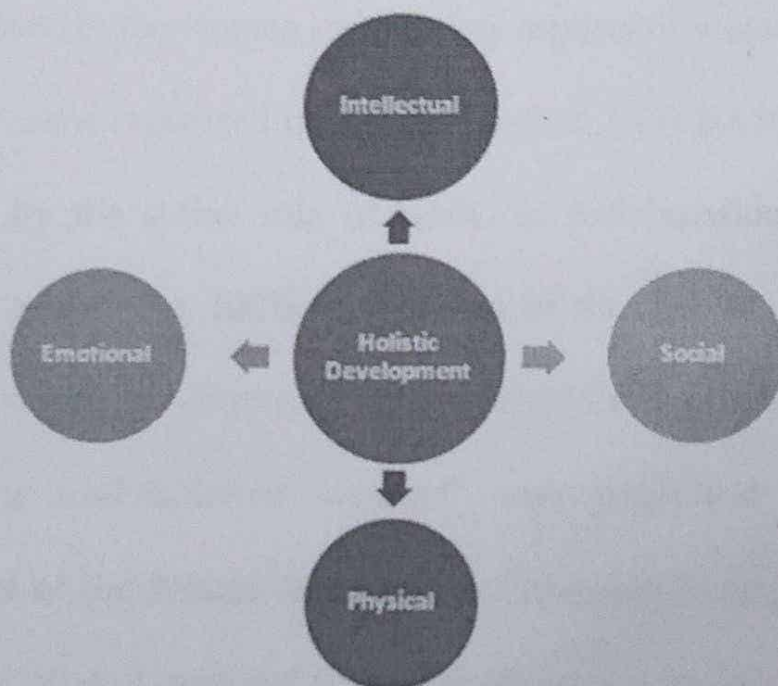 Intellectual
Emotional
Holistic
Development
Social
Physical